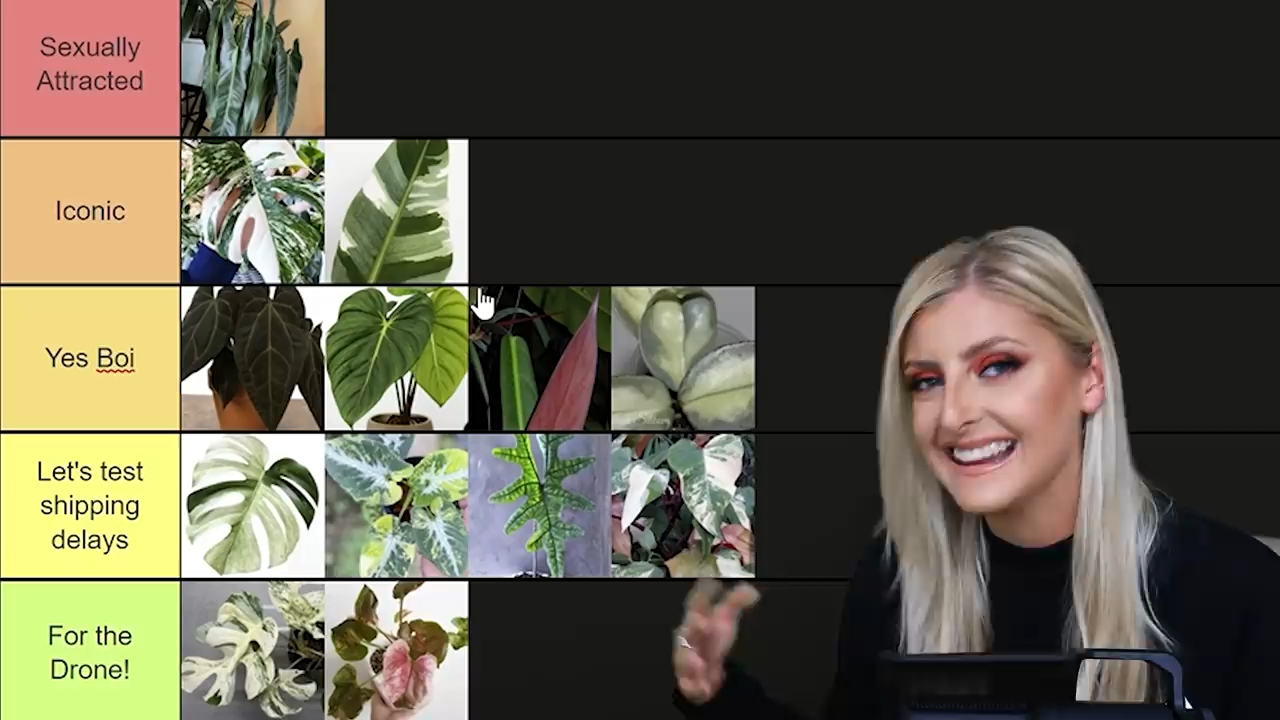 Sexually
Attracted
Iconic
Yes Boi
Let's test
shipping
delays
For the
Drone!